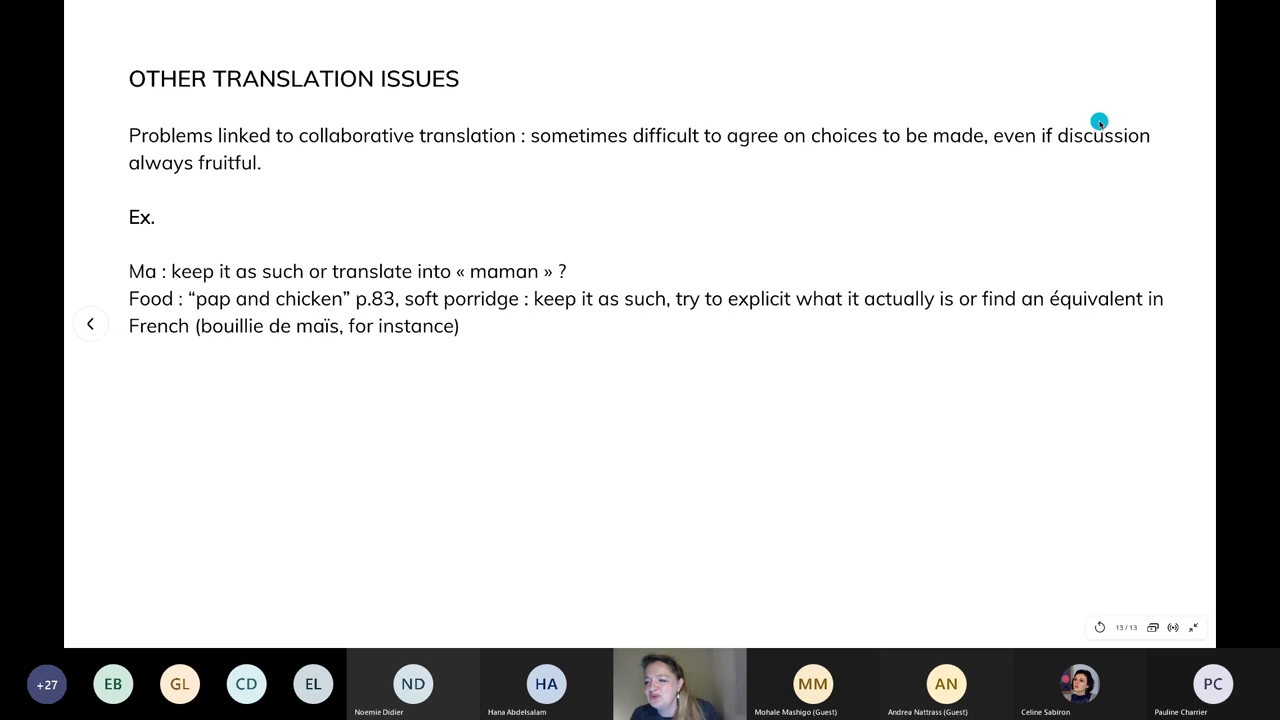 OTHER TRANSLATION ISSUES
Problems linked to collaborative translation : sometimes difficult to agree on choices to be made, even if discussion
always fruitful.
Ex.
Ma : keep it as such or translate into « maman » ?
Food : “pap and chicken” p.83, soft porridge : keep it as such, try to explicit what it actually is or find an équivalent in
French (bouillie de maïs, for instance)
13 / 13
+27 EB GL CD EL ND HA MM AN PC
Noemie Didier Hana Abdelsalam Mohale Mashigo (Guest) Andrea Nattrass (Guest) Celine Sabiron Pauline Charrier